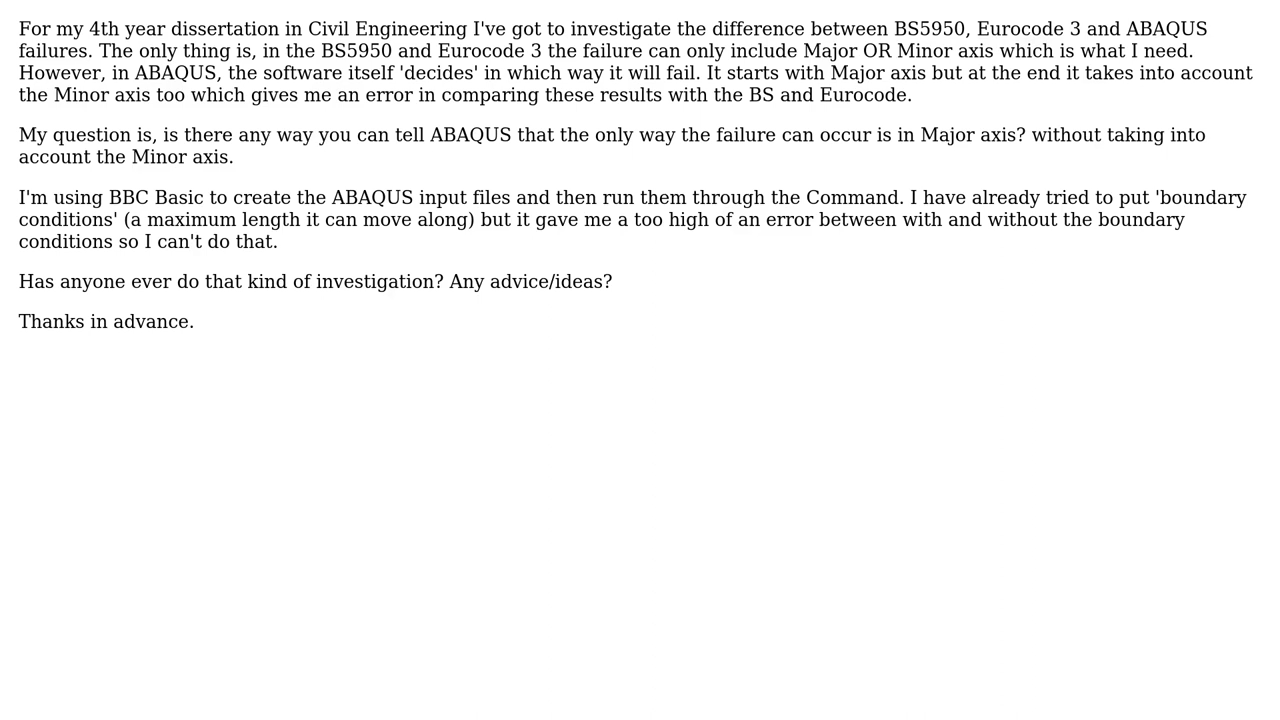 For my 4th year dissertation in Civil Engineering I've got to investigate the difference between BS5950, Eurocode 3 and ABAQUS
failures. The only thing is, in the BS5950 and Eurocode 3 the failure can only include Major OR Minor axis which is what I need.
However, in ABAQUS, the software itself 'decides' in which way it will fail. It starts with Major axis but at the end it takes into account
the Minor axis too which gives me an error in comparing these results with the BS and Eurocode.
My question is, is there any way you can tell ABAQUS that the only way the failure can occur is in Major axis? without taking into
account the Minor axis.
I'm using BBC Basic to create the ABAQUS input files and then run them through the Command. I have already tried to put 'boundary
conditions' (a maximum length it can move along) but it gave me a too high of an error between with and without the boundary
conditions so I can't do that.
Has anyone ever do that kind of investigation? Any advice/ideas?
Thanks in advance.